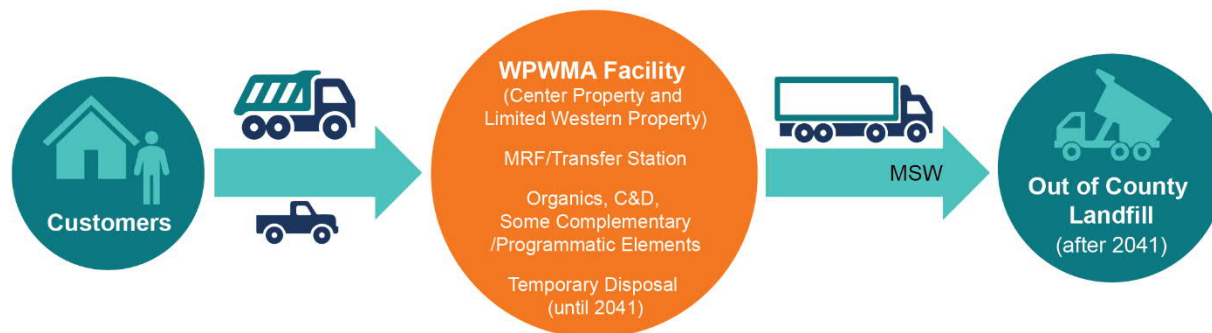 Customers
WPWMA Facility
(Center Property and
Limited Western Property)
MRF/Transfer Station
Organics, C&D,
Some Complementary
/Programmatic Elements
Temporary Disposal
(until 2041)
MSW
Out of County
Landfill
(after 2041)